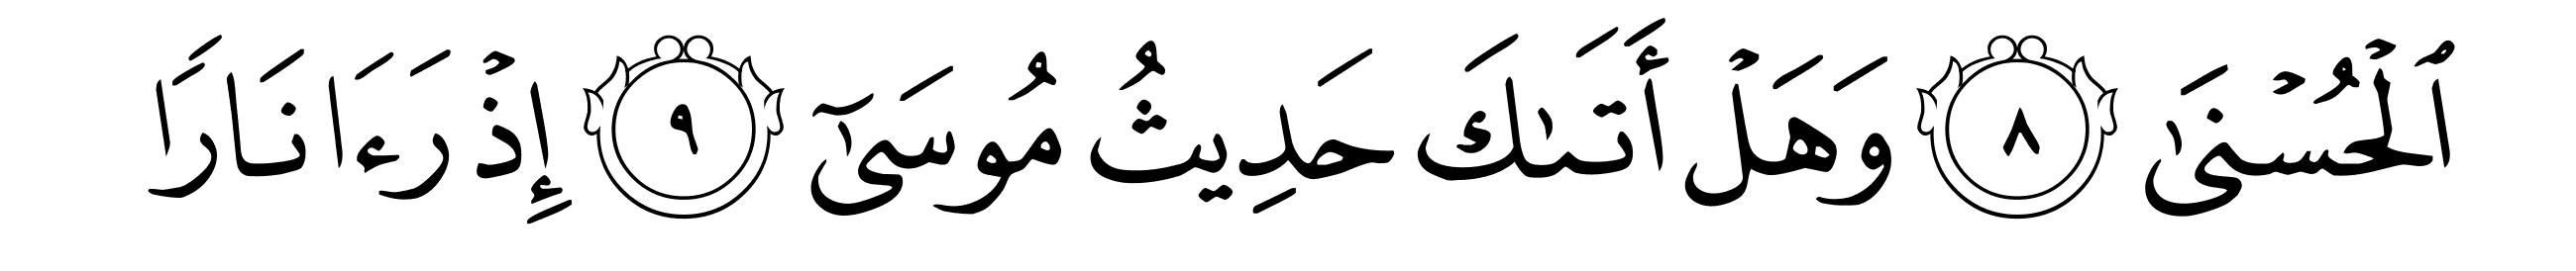 ٱلۡحُسۡنَىٰ ٨ وَهَلۡ أَتَىٰكَ حَدِيثُ مُوسَىٰٓ ٩ إِذۡ رَءَا نَارًا